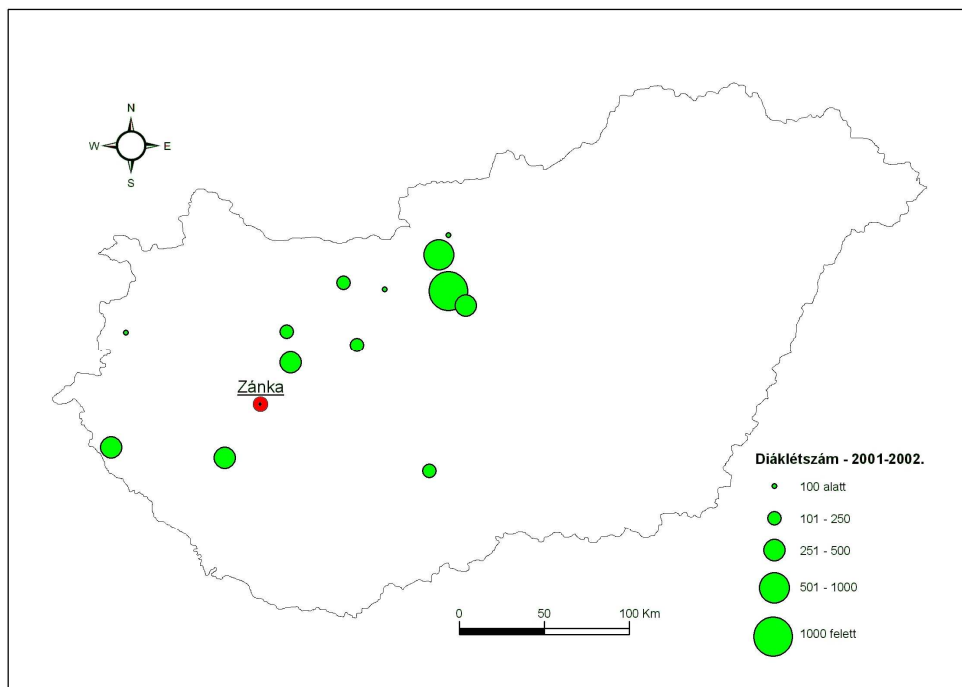 N
W E
S
Zánka
Diáklétszám - 2001-2002.
100 alatt
101 - 250
251 - 500
501 - 1000
1000 felett
0 50 100 Km